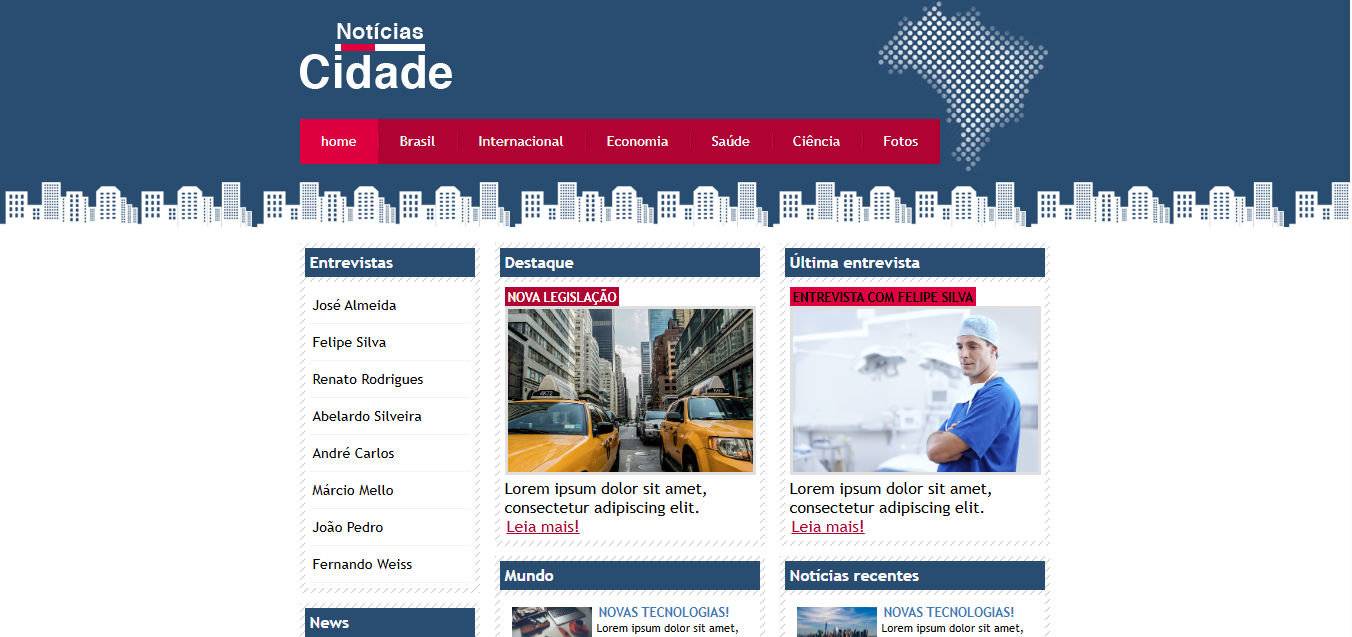 Notícias
Cidade
home Brasil Internacional Economia Saúde Ciência Fotos
Entrevistas
José Almeida
Felipe Silva
Renato Rodrigues
Abelardo Silveira
André Carlos
Márcio Mello
João Pedro
Fernando Weiss
News
Destaque
NOVA LEGISLAÇÃO
Lorem ipsum dolor sit amet,
consectetur adipiscing elit.
Leia mais!
Última entrevista
ENTREVISTA COM FELIPE SILVA
Lorem ipsum dolor sit amet,
consectetur adipiscing elit.
Leia mais!
Mundo
NOVAS TECNOLOGIAS!
Lorem ipsum dolor sit amet,
Notícias recentes
NOVAS TECNOLOGIAS!
Lorem ipsum dolor sit amet,